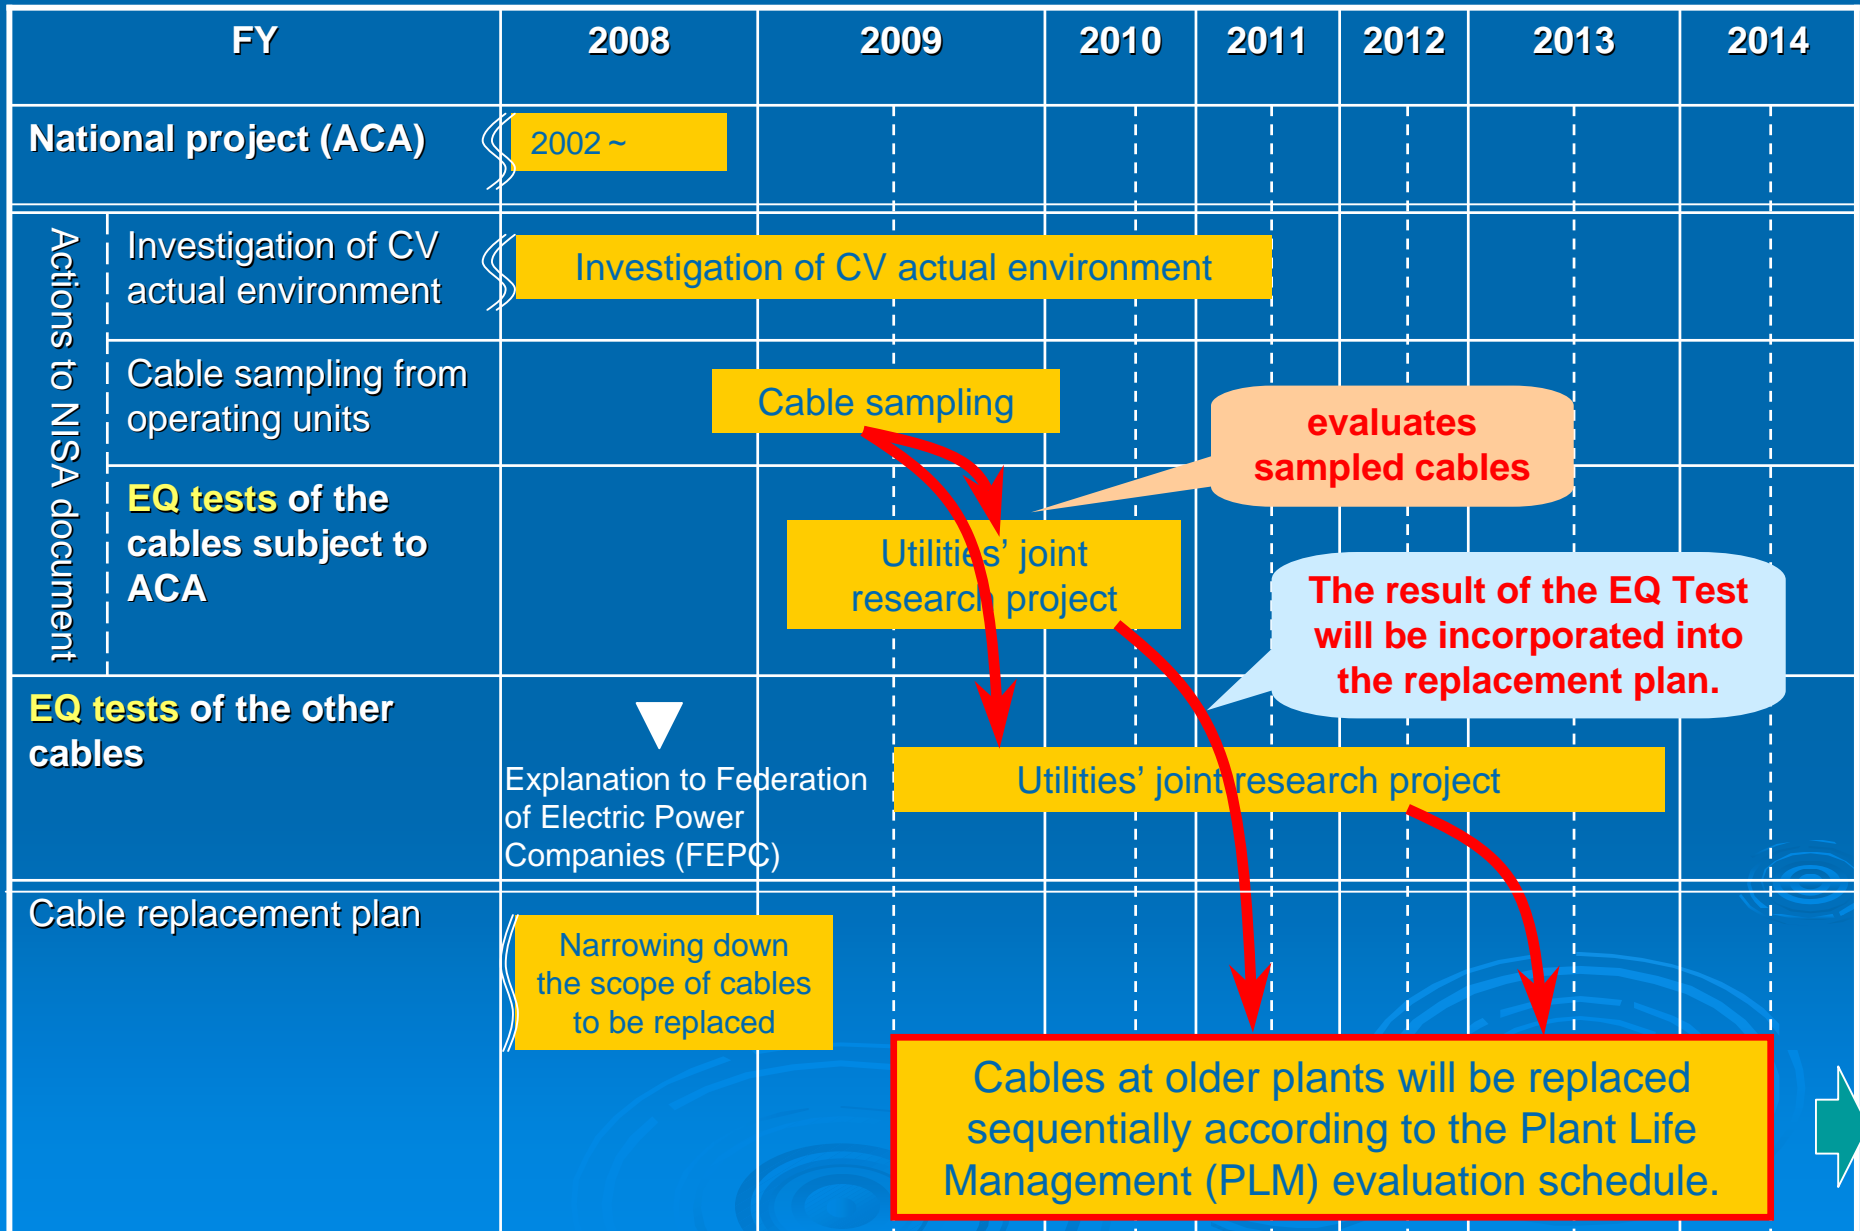 FY 2008 2009 2010 2011 2012 2013 2014
National project (ACA)
2002 ~
Actions to NISA document
Investigation of CV
actual environment
Investigation of CV actual environment
Cable sampling from
operating units
Cable sampling
evaluates
sampled cables
EQ tests of the
cables subject to
ACA
Utilities’ joint
research project
The result of the EQ Test
will be incorporated into
the replacement plan.
EQ tests of the other
cables
Explanation to Federation
of Electric Power
Companies (FEPC)
Utilities’ joint research project
Cable replacement plan
Narrowing down
the scope of cables
to be replaced
Cables at older plants will be replaced
sequentially according to the Plant Life
Management (PLM) evaluation schedule.